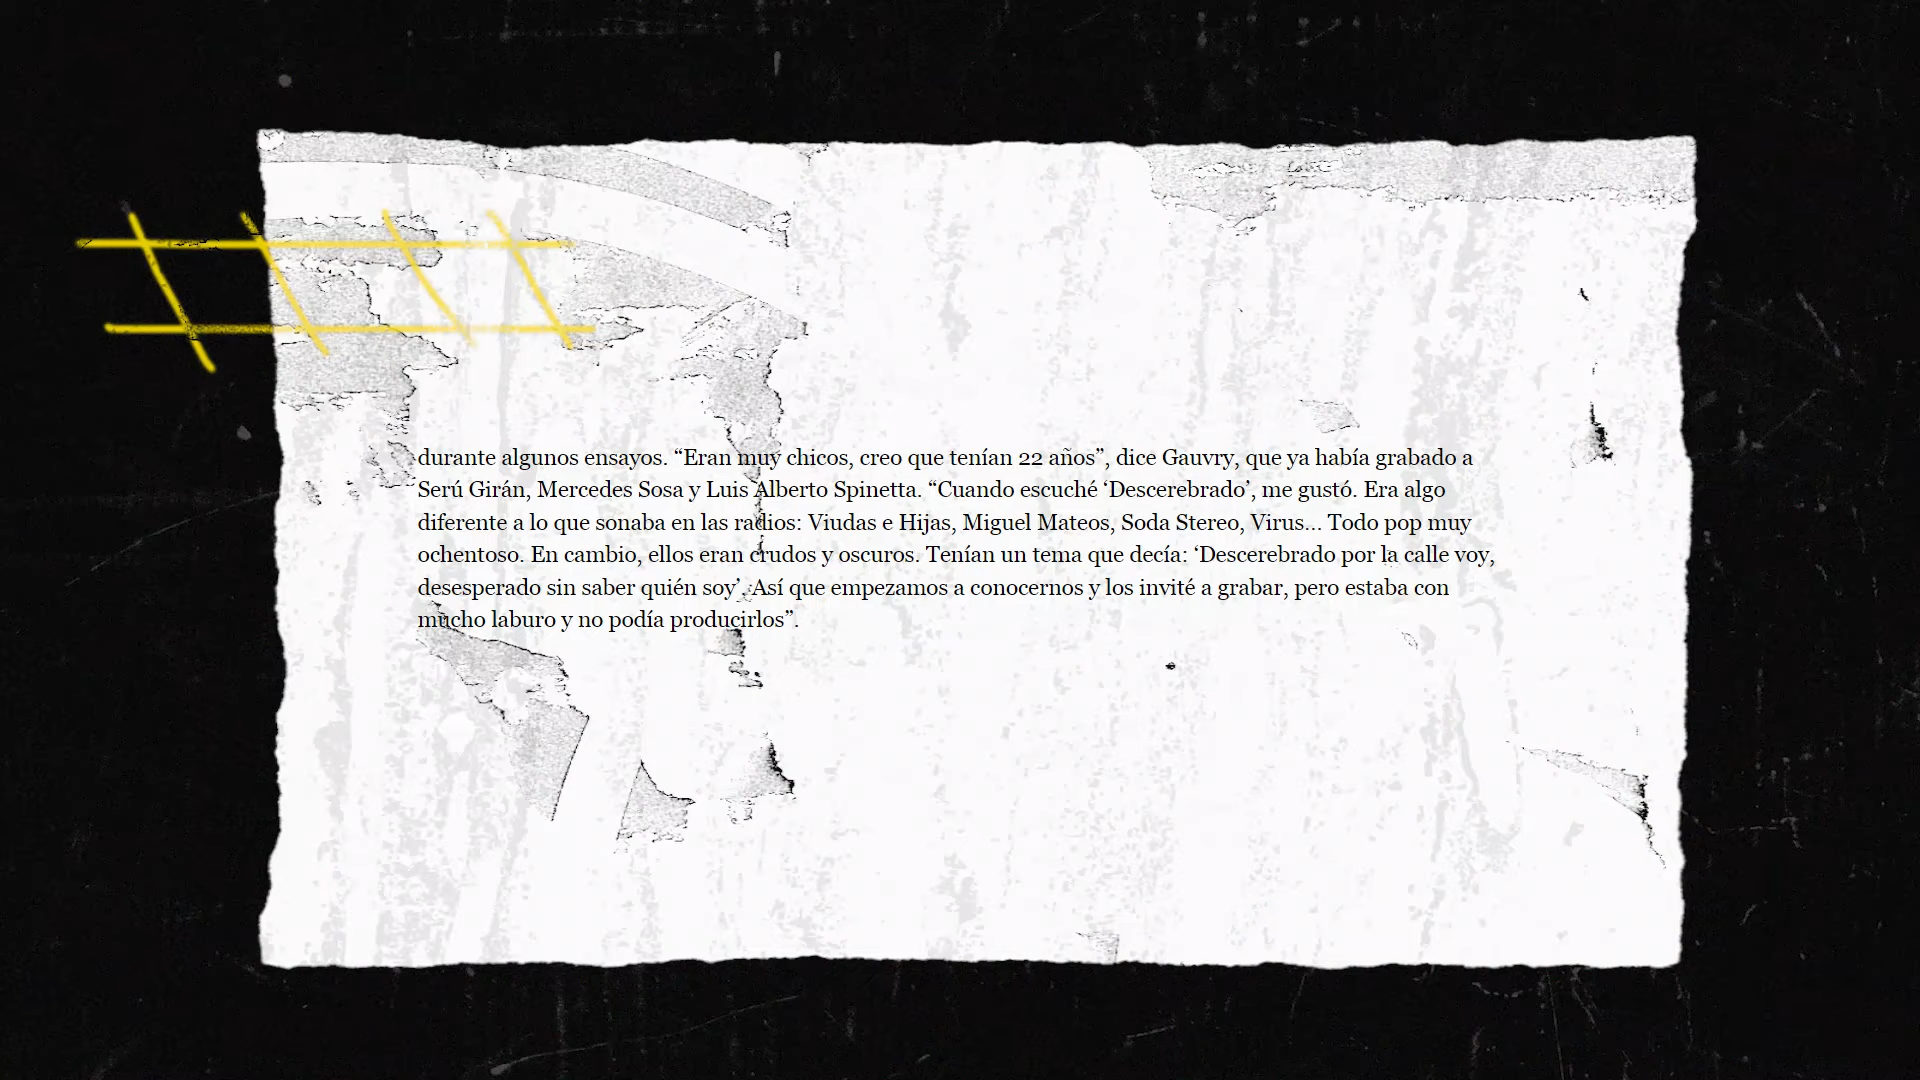 durante algunos ensayos. “Eran muy chicos, creo que tenían 22 años”, dice Gauvry, que ya había grabado a
Serú Girán, Mercedes Sosa y Luis Alberto Spinetta. “Cuando escuché ‘Descerebrado’, me gustó. Era algo
diferente a lo que sonaba en las radios: Viudas e Hijas, Miguel Mateos, Soda Stereo, Virus... Todo pop muy
ochentoso. En cambio, ellos eran crudos y oscuros. Tenían un tema que decía: ‘Descerebrado por la calle voy,
desesperado sin saber quién soy’. Así que empezamos a conocernos y los invité a grabar, pero estaba con
mucho laburo y no podía producirlos”.